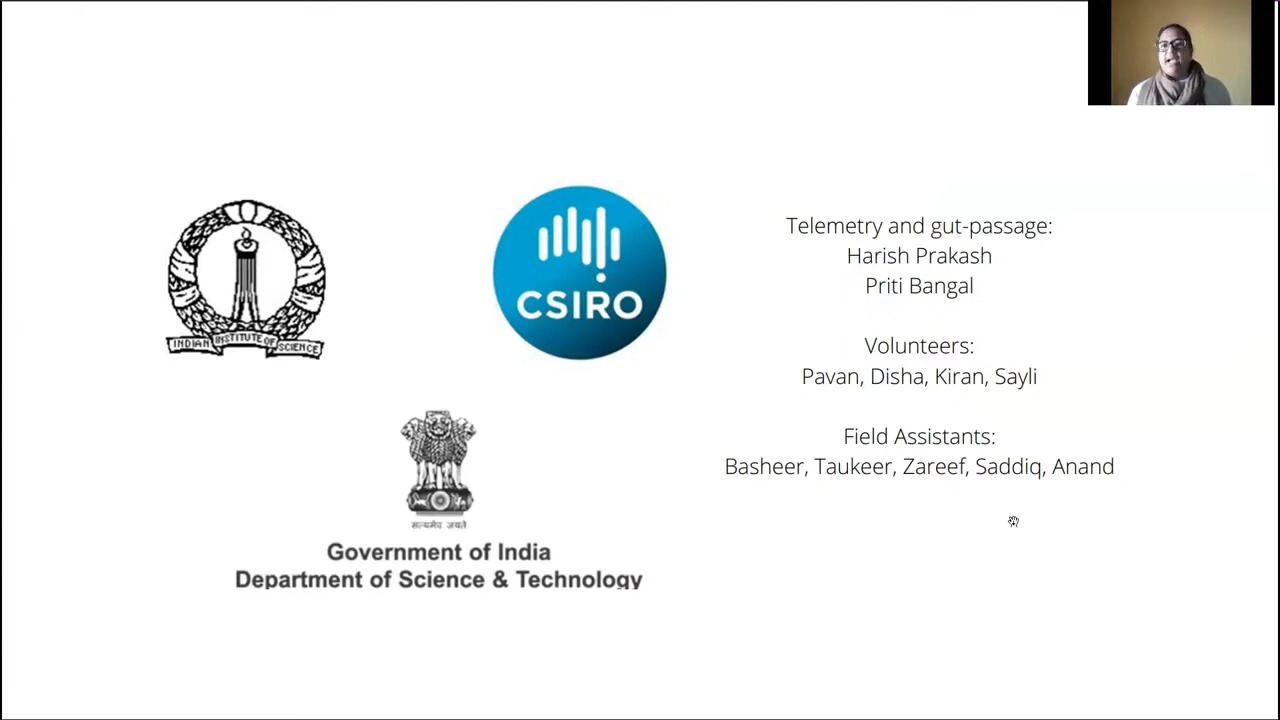 INDIAN INSTITUTE OF SCIENCE
CSIRO
सत्यमेव जयते
Government of India
Department of Science & Technology
Telemetry and gut-passage:
Harish Prakash
Priti Bangal
Volunteers:
Pavan, Disha, Kiran, Sayli
Field Assistants:
Basheer, Taukeer, Zareef, Saddiq, Anand